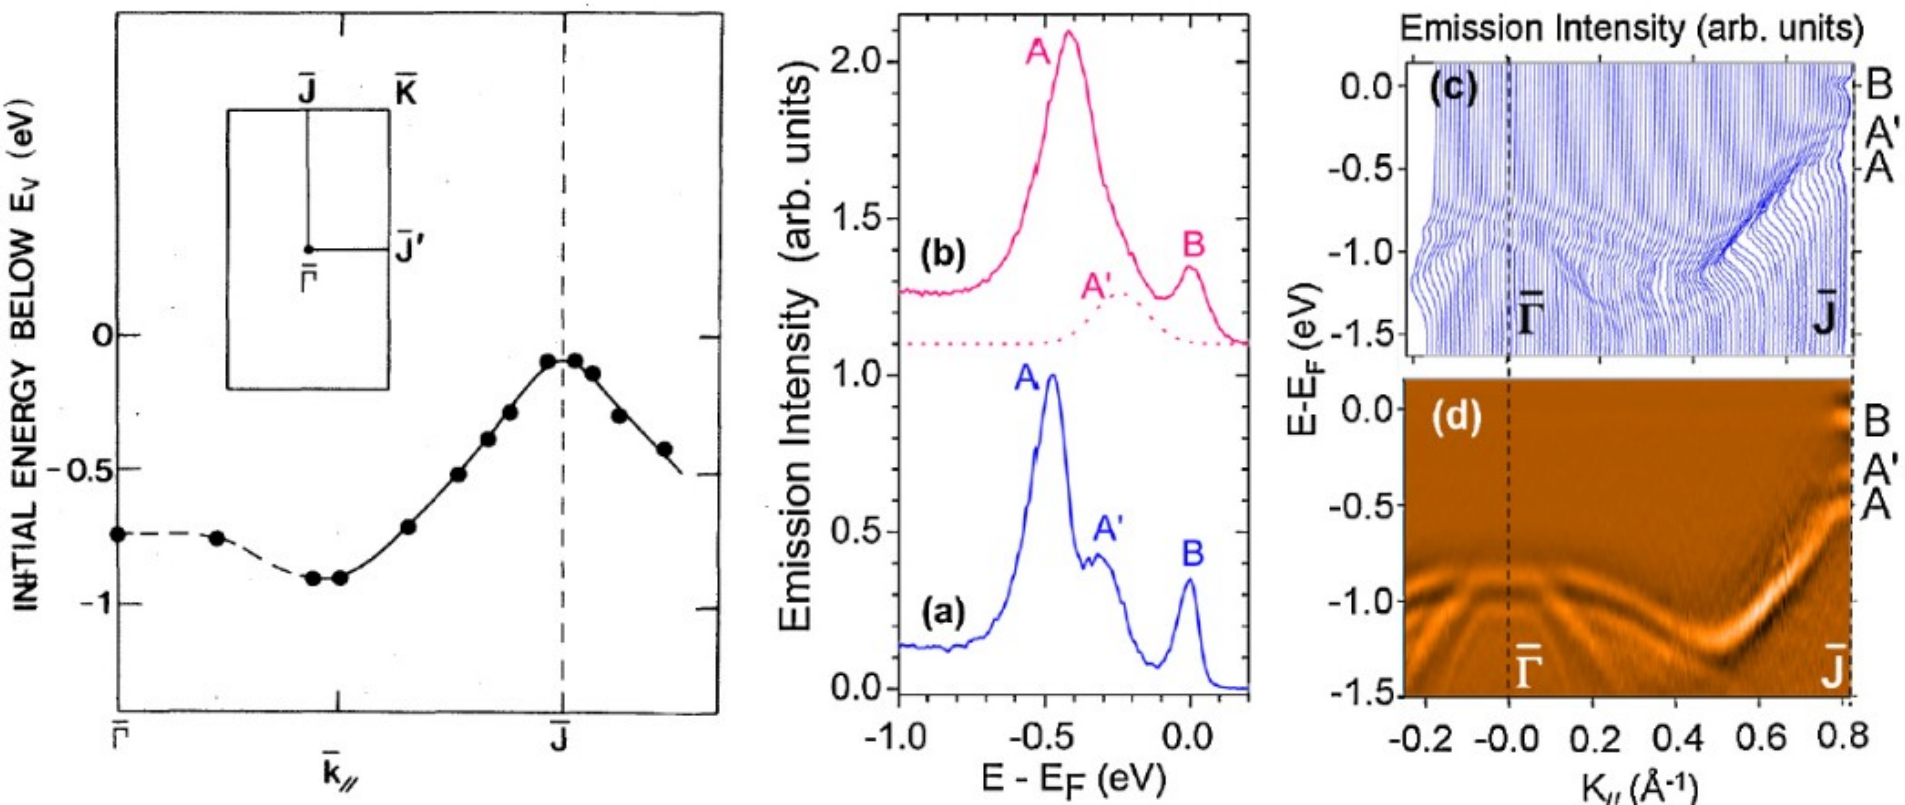 INITIAL ENERGY BELOW E_V (eV)
0
-0.5
-1
J̄
K̄
J̄'
Γ̄
Γ̄
J̄
k̄_//
Emission Intensity (arb. units)
2.0
1.5
1.0
0.5
0.0
A
(b)
B
A'
A
A'
B
(a)
-1.0
-0.5
0.0
E - E_F (eV)
Emission Intensity (arb. units)
E-E_F (eV)
0.0
-0.5
-1.0
-1.5
(c)
B
A'
A
Γ̄
J̄
0.0
-0.5
-1.0
-1.5
(d)
B
A'
A
Γ̄
J̄
-0.2 -0.0 0.2 0.4 0.6 0.8
K_// (Å⁻¹)